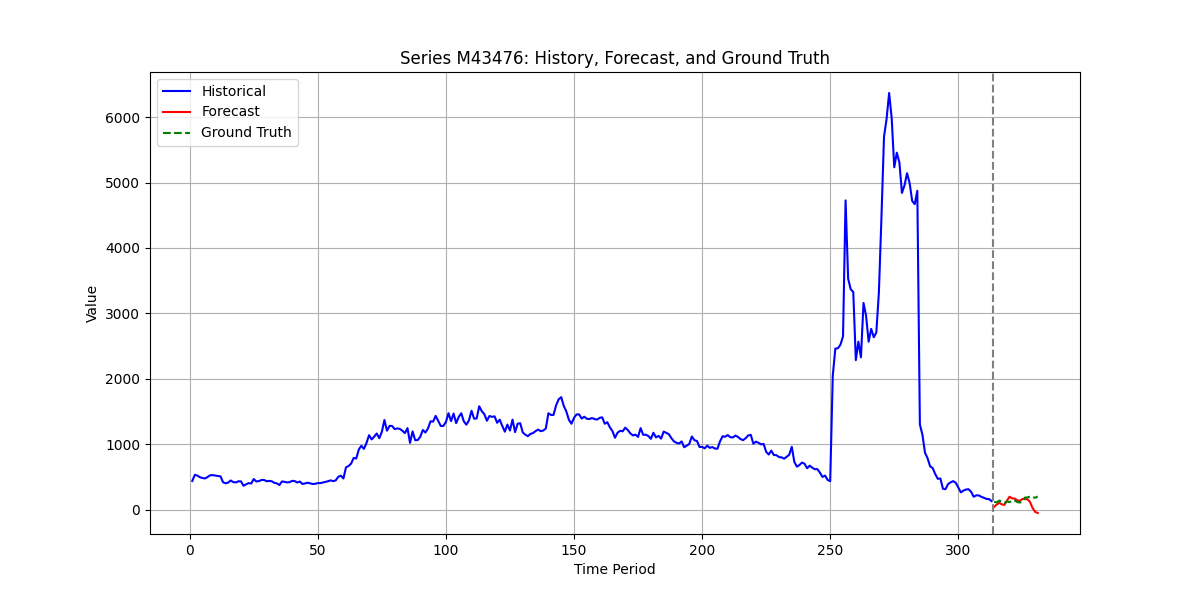 Series M43476: History, Forecast, and Ground Truth
Historical
Forecast
Ground Truth
6000
5000
4000
3000
2000
1000
0
Value
0 50 100 150 200 250 300
Time Period